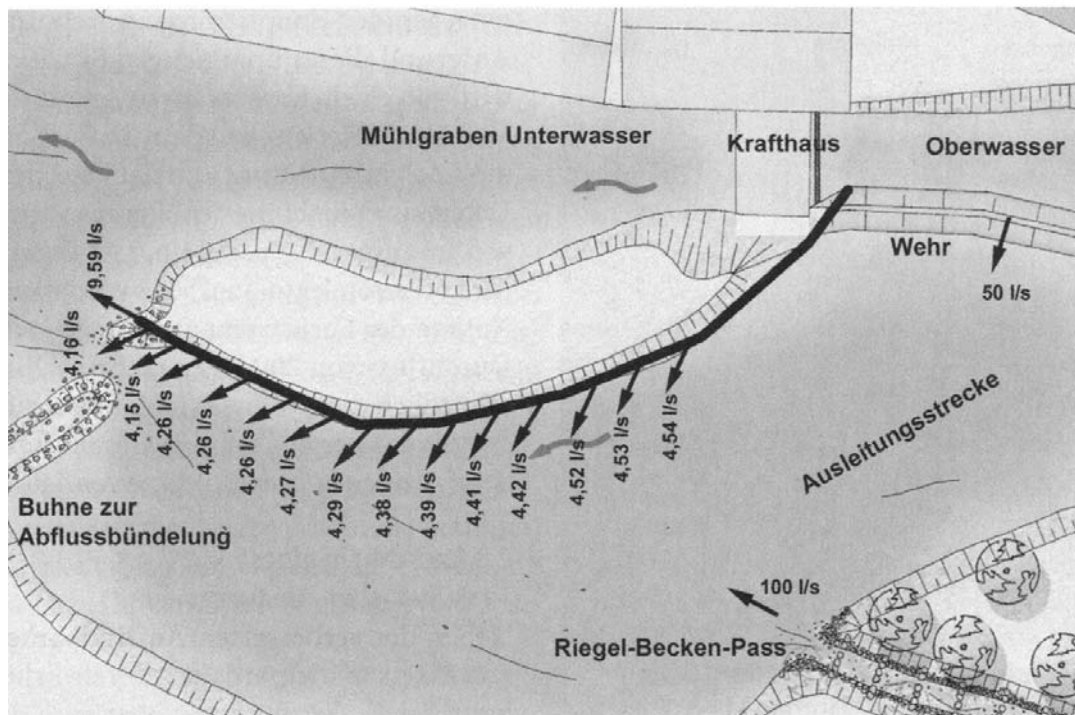 Mühlgraben Unterwasser
Krafthaus
Oberwasser
Wehr
50 l/s
9,59 l/s
4,16 l/s
4,15 l/s
4,26 l/s
4,26 l/s
4,26 l/s
4,27 l/s
4,29 l/s
4,38 l/s
4,39 l/s
4,41 l/s
4,42 l/s
4,52 l/s
4,53 l/s
4,54 l/s
Ausleitungsstrecke
Buhne zur
Abflussbündelung
100 l/s
Riegel-Becken-Pass